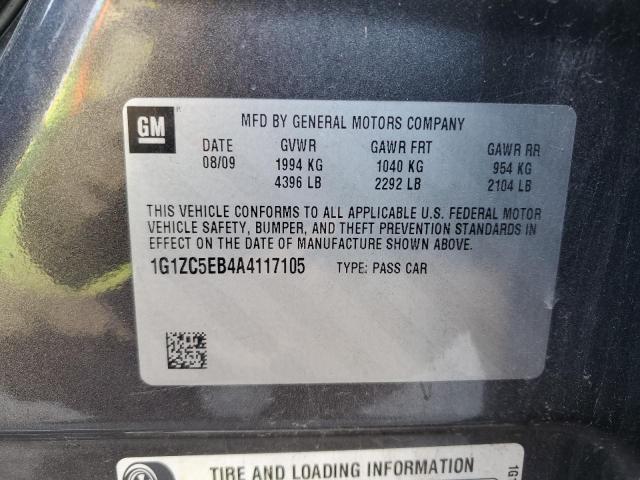 GM
MFD BY GENERAL MOTORS COMPANY
DATE GVWR GAWR FRT GAWR RR
08/09 1994 KG 1040 KG 954 KG
4396 LB 2292 LB 2104 LB
THIS VEHICLE CONFORMS TO ALL APPLICABLE U.S. FEDERAL MOTOR
VEHICLE SAFETY, BUMPER, AND THEFT PREVENTION STANDARDS IN
EFFECT ON THE DATE OF MANUFACTURE SHOWN ABOVE.
1G1ZC5EB4A4117105 TYPE: PASS CAR
TIRE AND LOADING INFORMATION